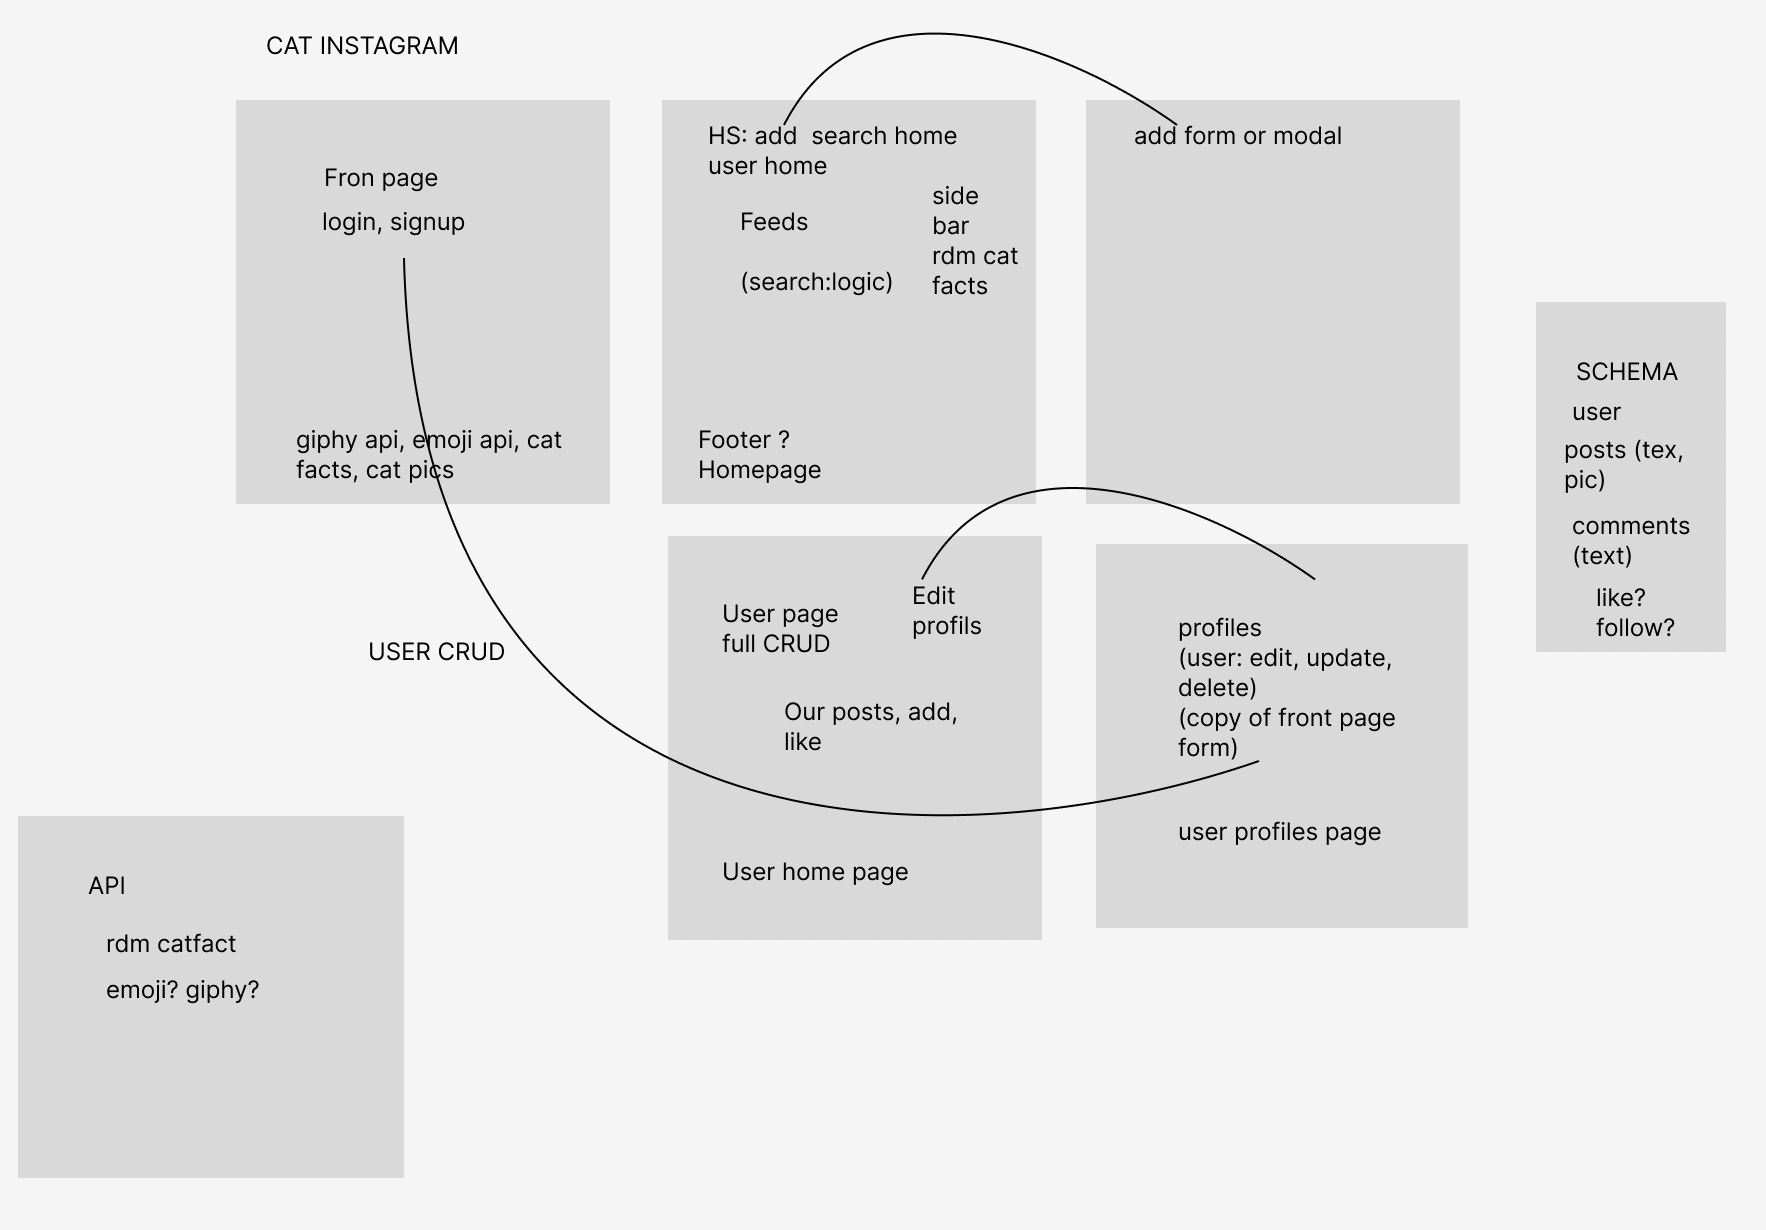 CAT INSTAGRAM
Fron page
login, signup
giphy api, emoji api, cat
facts, cat pics
HS: add  search home
user home
Feeds
(search:logic)
side
bar
rdm cat
facts
Footer ?
Homepage
add form or modal
SCHEMA
user
posts (tex,
pic)
comments
(text)
like?
follow?
USER CRUD
User page
full CRUD
Edit
profils
Our posts, add,
like
User home page
profiles
(user: edit, update,
delete)
(copy of front page
form)
user profiles page
API
rdm catfact
emoji? giphy?